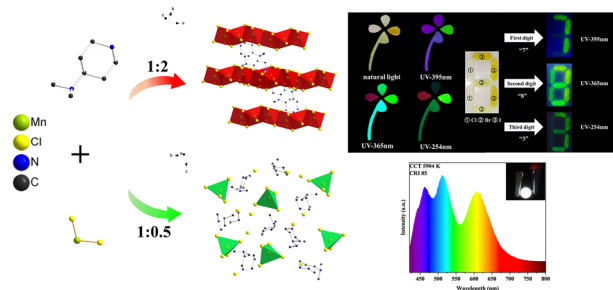 Mn
Cl
N
C
1:2
1:0.5
natural light
UV-395nm
UV-365nm
UV-254nm
① Cl ② Br ③ I
First digit
"7"
Second digit
"8"
Third digit
"3"
UV-395nm
UV-365nm
UV-254nm
CCT 5904 K
CRI 85
Intensity (a.u.)
450 500 550 600 650 700 750 800
Wavelength (nm)